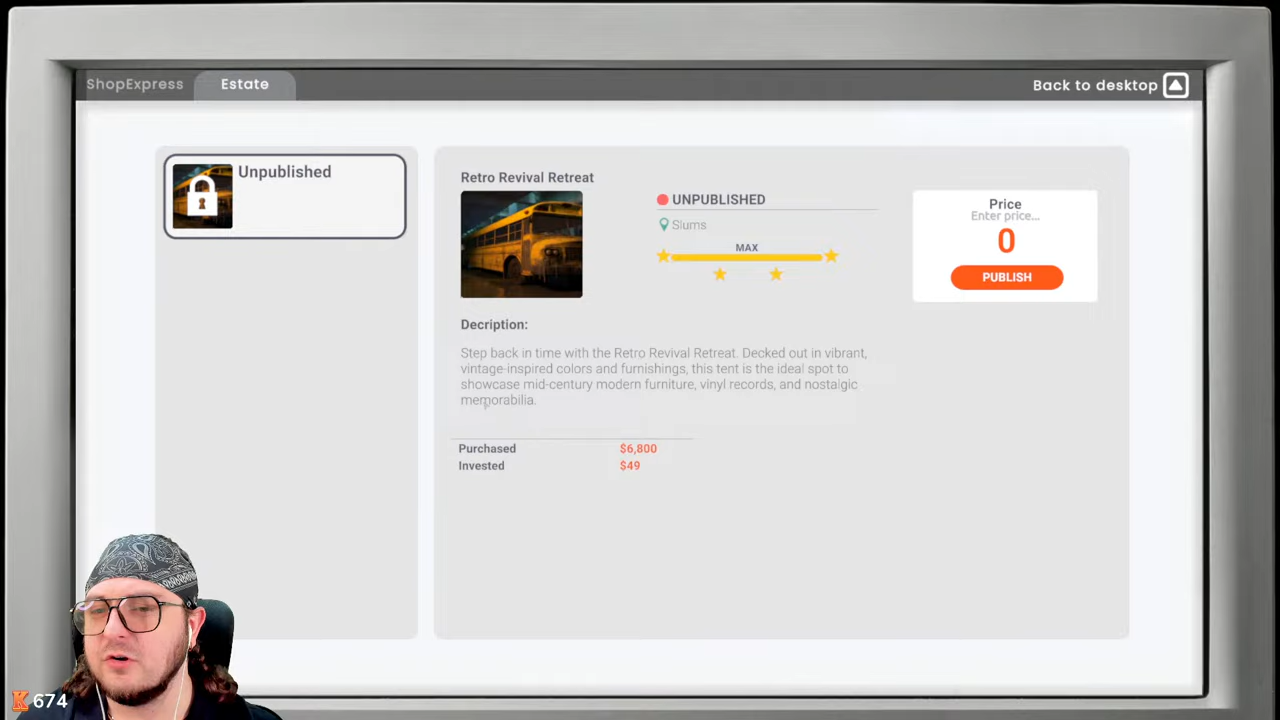 ShopExpress
Estate
Back to desktop
Unpublished
Retro Revival Retreat
UNPUBLISHED
Slums
MAX
Price
Enter price...
0
PUBLISH
Decription:
Step back in time with the Retro Revival Retreat. Decked out in vibrant,
vintage-inspired colors and furnishings, this tent is the ideal spot to
showcase mid-century modern furniture, vinyl records, and nostalgic
memorabilia.
Purchased $6,800
Invested $49
K 674